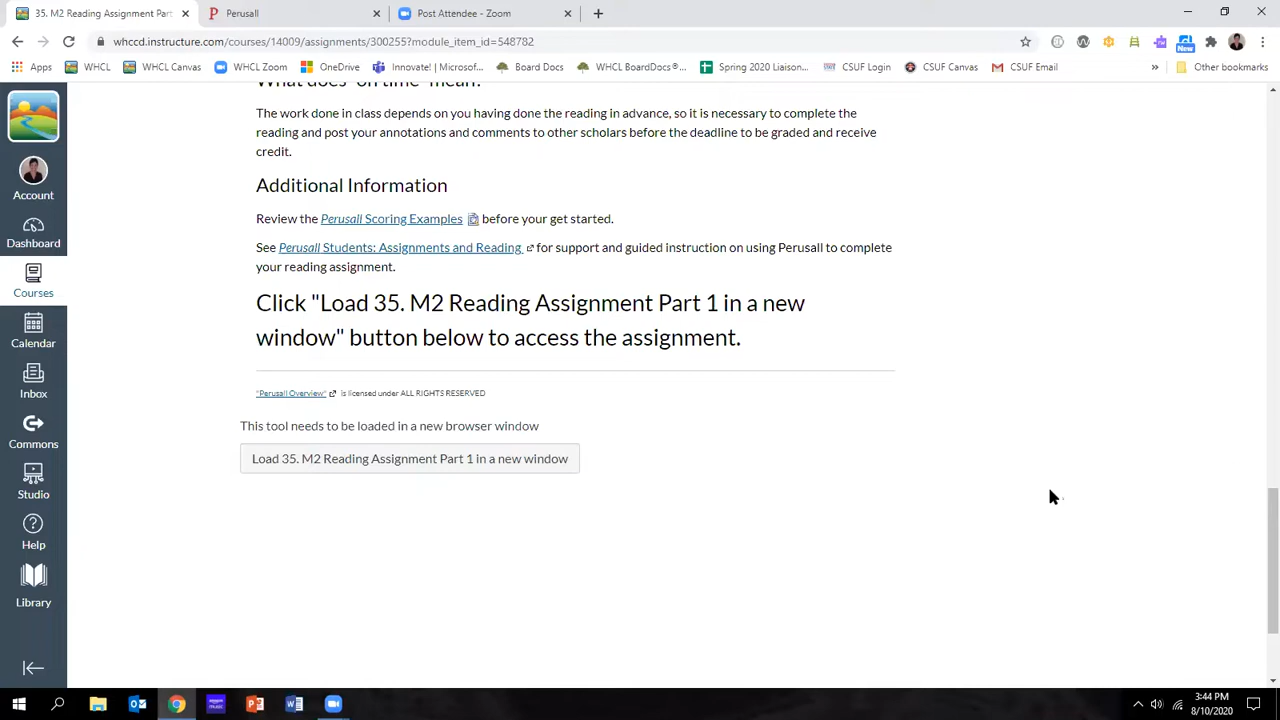 35. M2 Reading Assignment Part
Perusall
Post Attendee - Zoom
whccd.instructure.com/courses/14009/assignments/300255?module_item_id=548782
New
Apps
WHCL
WHCL Canvas
WHCL Zoom
OneDrive
Innovate! | Microsof...
Board Docs
WHCL BoardDocs®...
Spring 2020 Liaison...
CSUF Login
CSUF Canvas
CSUF Email
»
Other bookmarks
Account
Dashboard
Courses
Calendar
Inbox
Commons
Studio
Help
Library
What does "on time" mean?
The work done in class depends on you having done the reading in advance, so it is necessary to complete the
reading and post your annotations and comments to other scholars before the deadline to be graded and receive
credit.
Additional Information
Review the Perusall Scoring Examples before your get started.
See Perusall Students: Assignments and Reading for support and guided instruction on using Perusall to complete
your reading assignment.
Click "Load 35. M2 Reading Assignment Part 1 in a new
window" button below to access the assignment.
"Perusall Overview" is licensed under ALL RIGHTS RESERVED
This tool needs to be loaded in a new browser window
Load 35. M2 Reading Assignment Part 1 in a new window
3:44 PM
8/10/2020